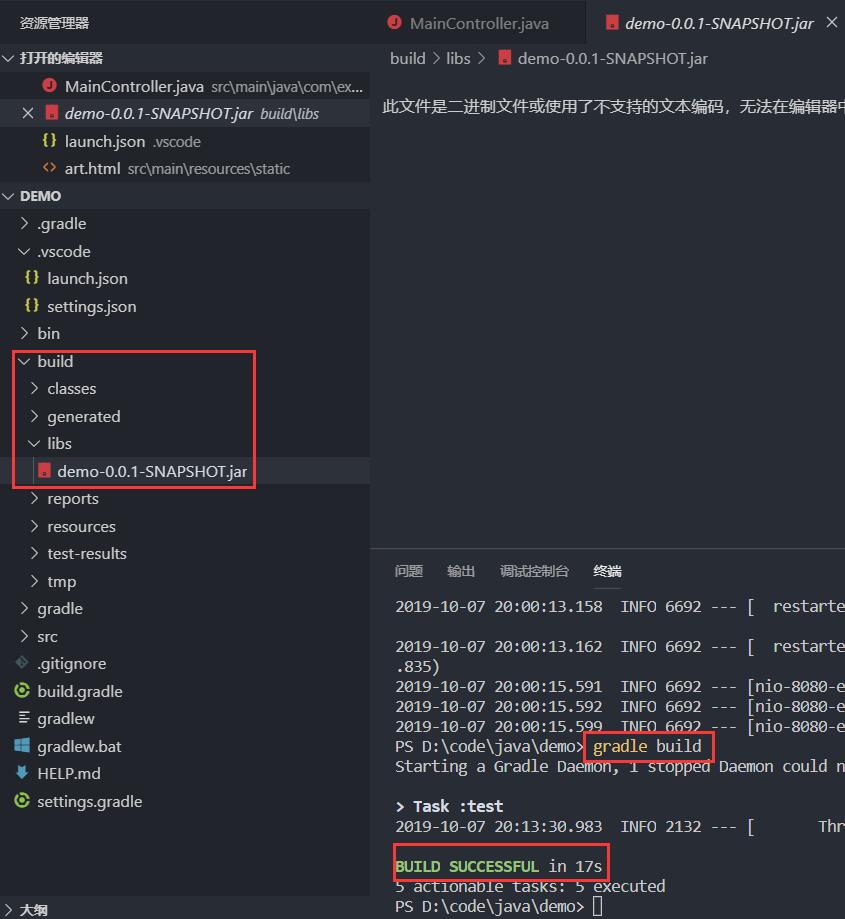 资源管理器
打开的编辑器
MainController.java src\main\java\com\ex...
demo-0.0.1-SNAPSHOT.jar build\libs
launch.json .vscode
art.html src\main\resources\static
DEMO
.gradle
.vscode
launch.json
settings.json
bin
build
classes
generated
libs
demo-0.0.1-SNAPSHOT.jar
reports
resources
test-results
tmp
gradle
src
.gitignore
build.gradle
gradlew
gradlew.bat
HELP.md
settings.gradle
大纲
MainController.java demo-0.0.1-SNAPSHOT.jar
build > libs > demo-0.0.1-SNAPSHOT.jar
此文件是二进制文件或使用了不支持的文本编码，无法在编辑器中
问题 输出 调试控制台 终端
2019-10-07 20:00:13.158 INFO 6692 --- [ restarte
2019-10-07 20:00:13.162 INFO 6692 --- [ restarte
.835)
2019-10-07 20:00:15.591 INFO 6692 --- [nio-8080-e
2019-10-07 20:00:15.592 INFO 6692 --- [nio-8080-e
2019-10-07 20:00:15.599 INFO 6692 --- [nio-8080-e
PS D:\code\java\demo> gradle build
Starting a Gradle Daemon, 1 stopped Daemon could n
> Task :test
2019-10-07 20:13:30.983 INFO 2132 --- [ Thr
BUILD SUCCESSFUL in 17s
5 actionable tasks: 5 executed
PS D:\code\java\demo>